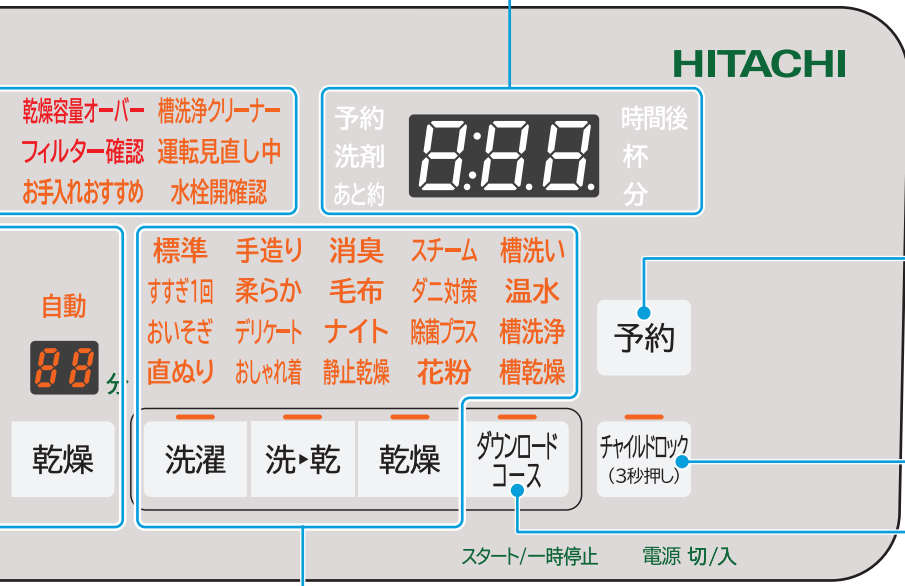 HITACHI
乾燥容量オーバー 槽洗浄クリーナー
フィルター確認 運転見直し中
お手入れおすすめ 水栓開確認
予約 8:88 時間後
洗剤 杯
あと約 分
標準 手造り 消臭 スチーム 槽洗い
すすぎ1回 柔らか 毛布 ダニ対策 温水
おいそぎ デリケート ナイト 除菌プラス 槽洗浄
直ぬり おしゃれ着 静止乾燥 花粉 槽乾燥
自動
88 分
予約
乾燥
洗濯
洗▸乾
乾燥
ダウンロード
コース
チャイルドロック
(3秒押し)
スタート/一時停止
電源 切/入